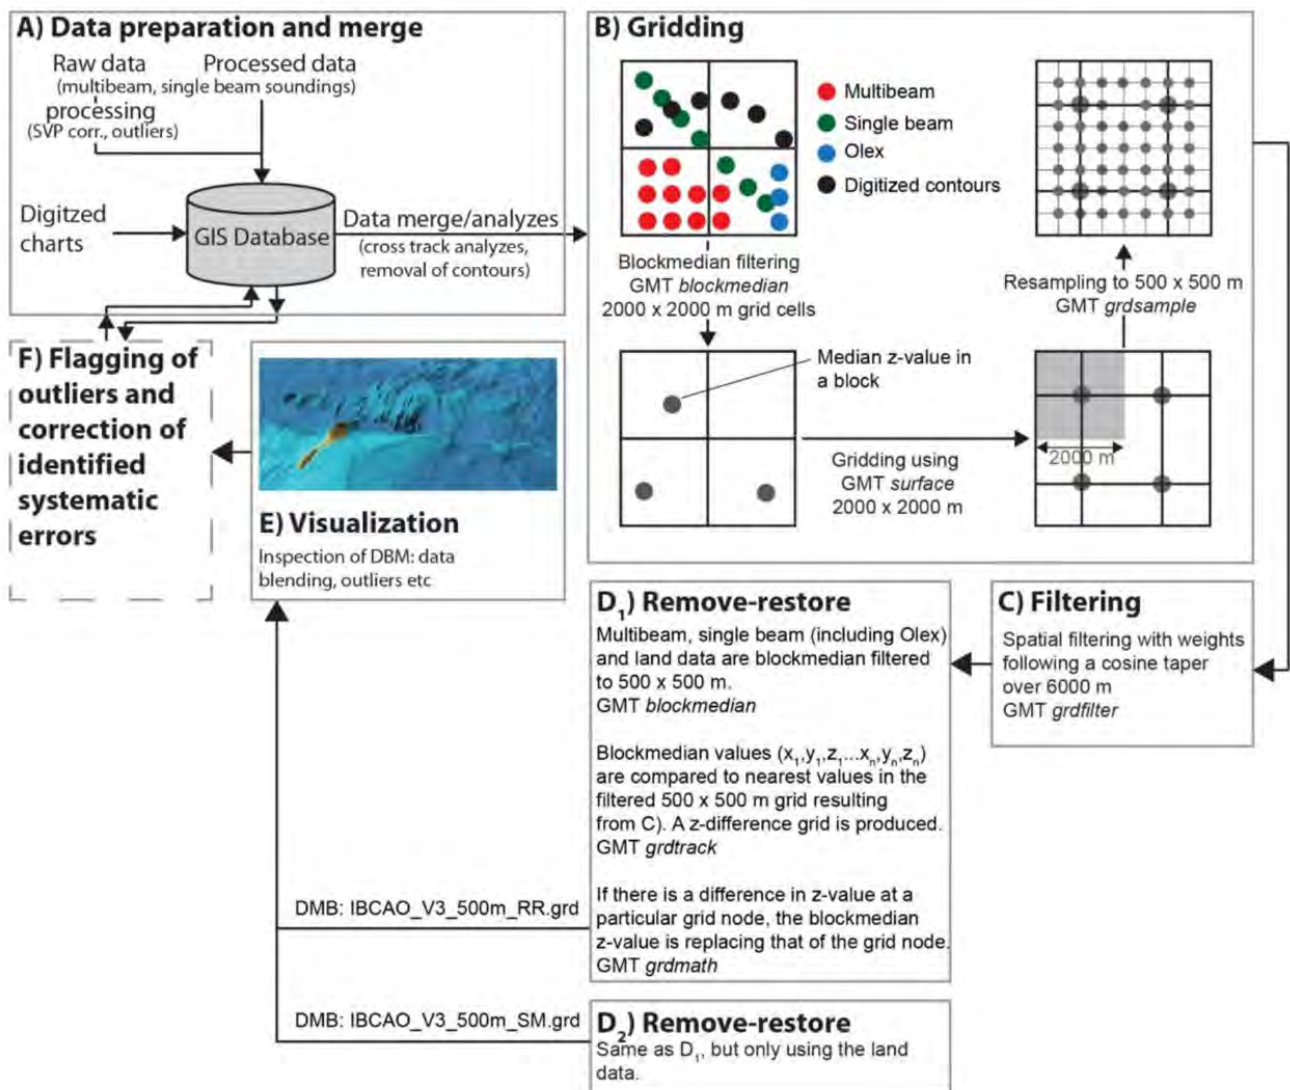 A) Data preparation and merge
Raw data Processed data
(multibeam, single beam soundings)
processing
(SVP corr., outliers)
Digitzed
charts
GIS Database
Data merge/analyzes
(cross track analyzes,
removal of contours)
B) Gridding
Multibeam
Single beam
Olex
Digitized contours
Blockmedian filtering
GMT blockmedian
2000 x 2000 m grid cells
Median z-value in
a block
Gridding using
GMT surface
2000 x 2000 m
2000 m
Resampling to 500 x 500 m
GMT grdsample
C) Filtering
Spatial filtering with weights
following a cosine taper
over 6000 m
GMT grdfilter
D₁) Remove-restore
Multibeam, single beam (including Olex)
and land data are blockmedian filtered
to 500 x 500 m.
GMT blockmedian
Blockmedian values (x₁,y₁,z₁...xₙ,yₙ,zₙ)
are compared to nearest values in the
filtered 500 x 500 m grid resulting
from C). A z-difference grid is produced.
GMT grdtrack
If there is a difference in z-value at a
particular grid node, the blockmedian
z-value is replacing that of the grid node.
GMT grdmath
D₂) Remove-restore
Same as D₁, but only using the land
data.
DMB: IBCAO_V3_500m_RR.grd
DMB: IBCAO_V3_500m_SM.grd
E) Visualization
Inspection of DBM: data
blending, outliers etc
F) Flagging of
outliers and
correction of
identified
systematic
errors